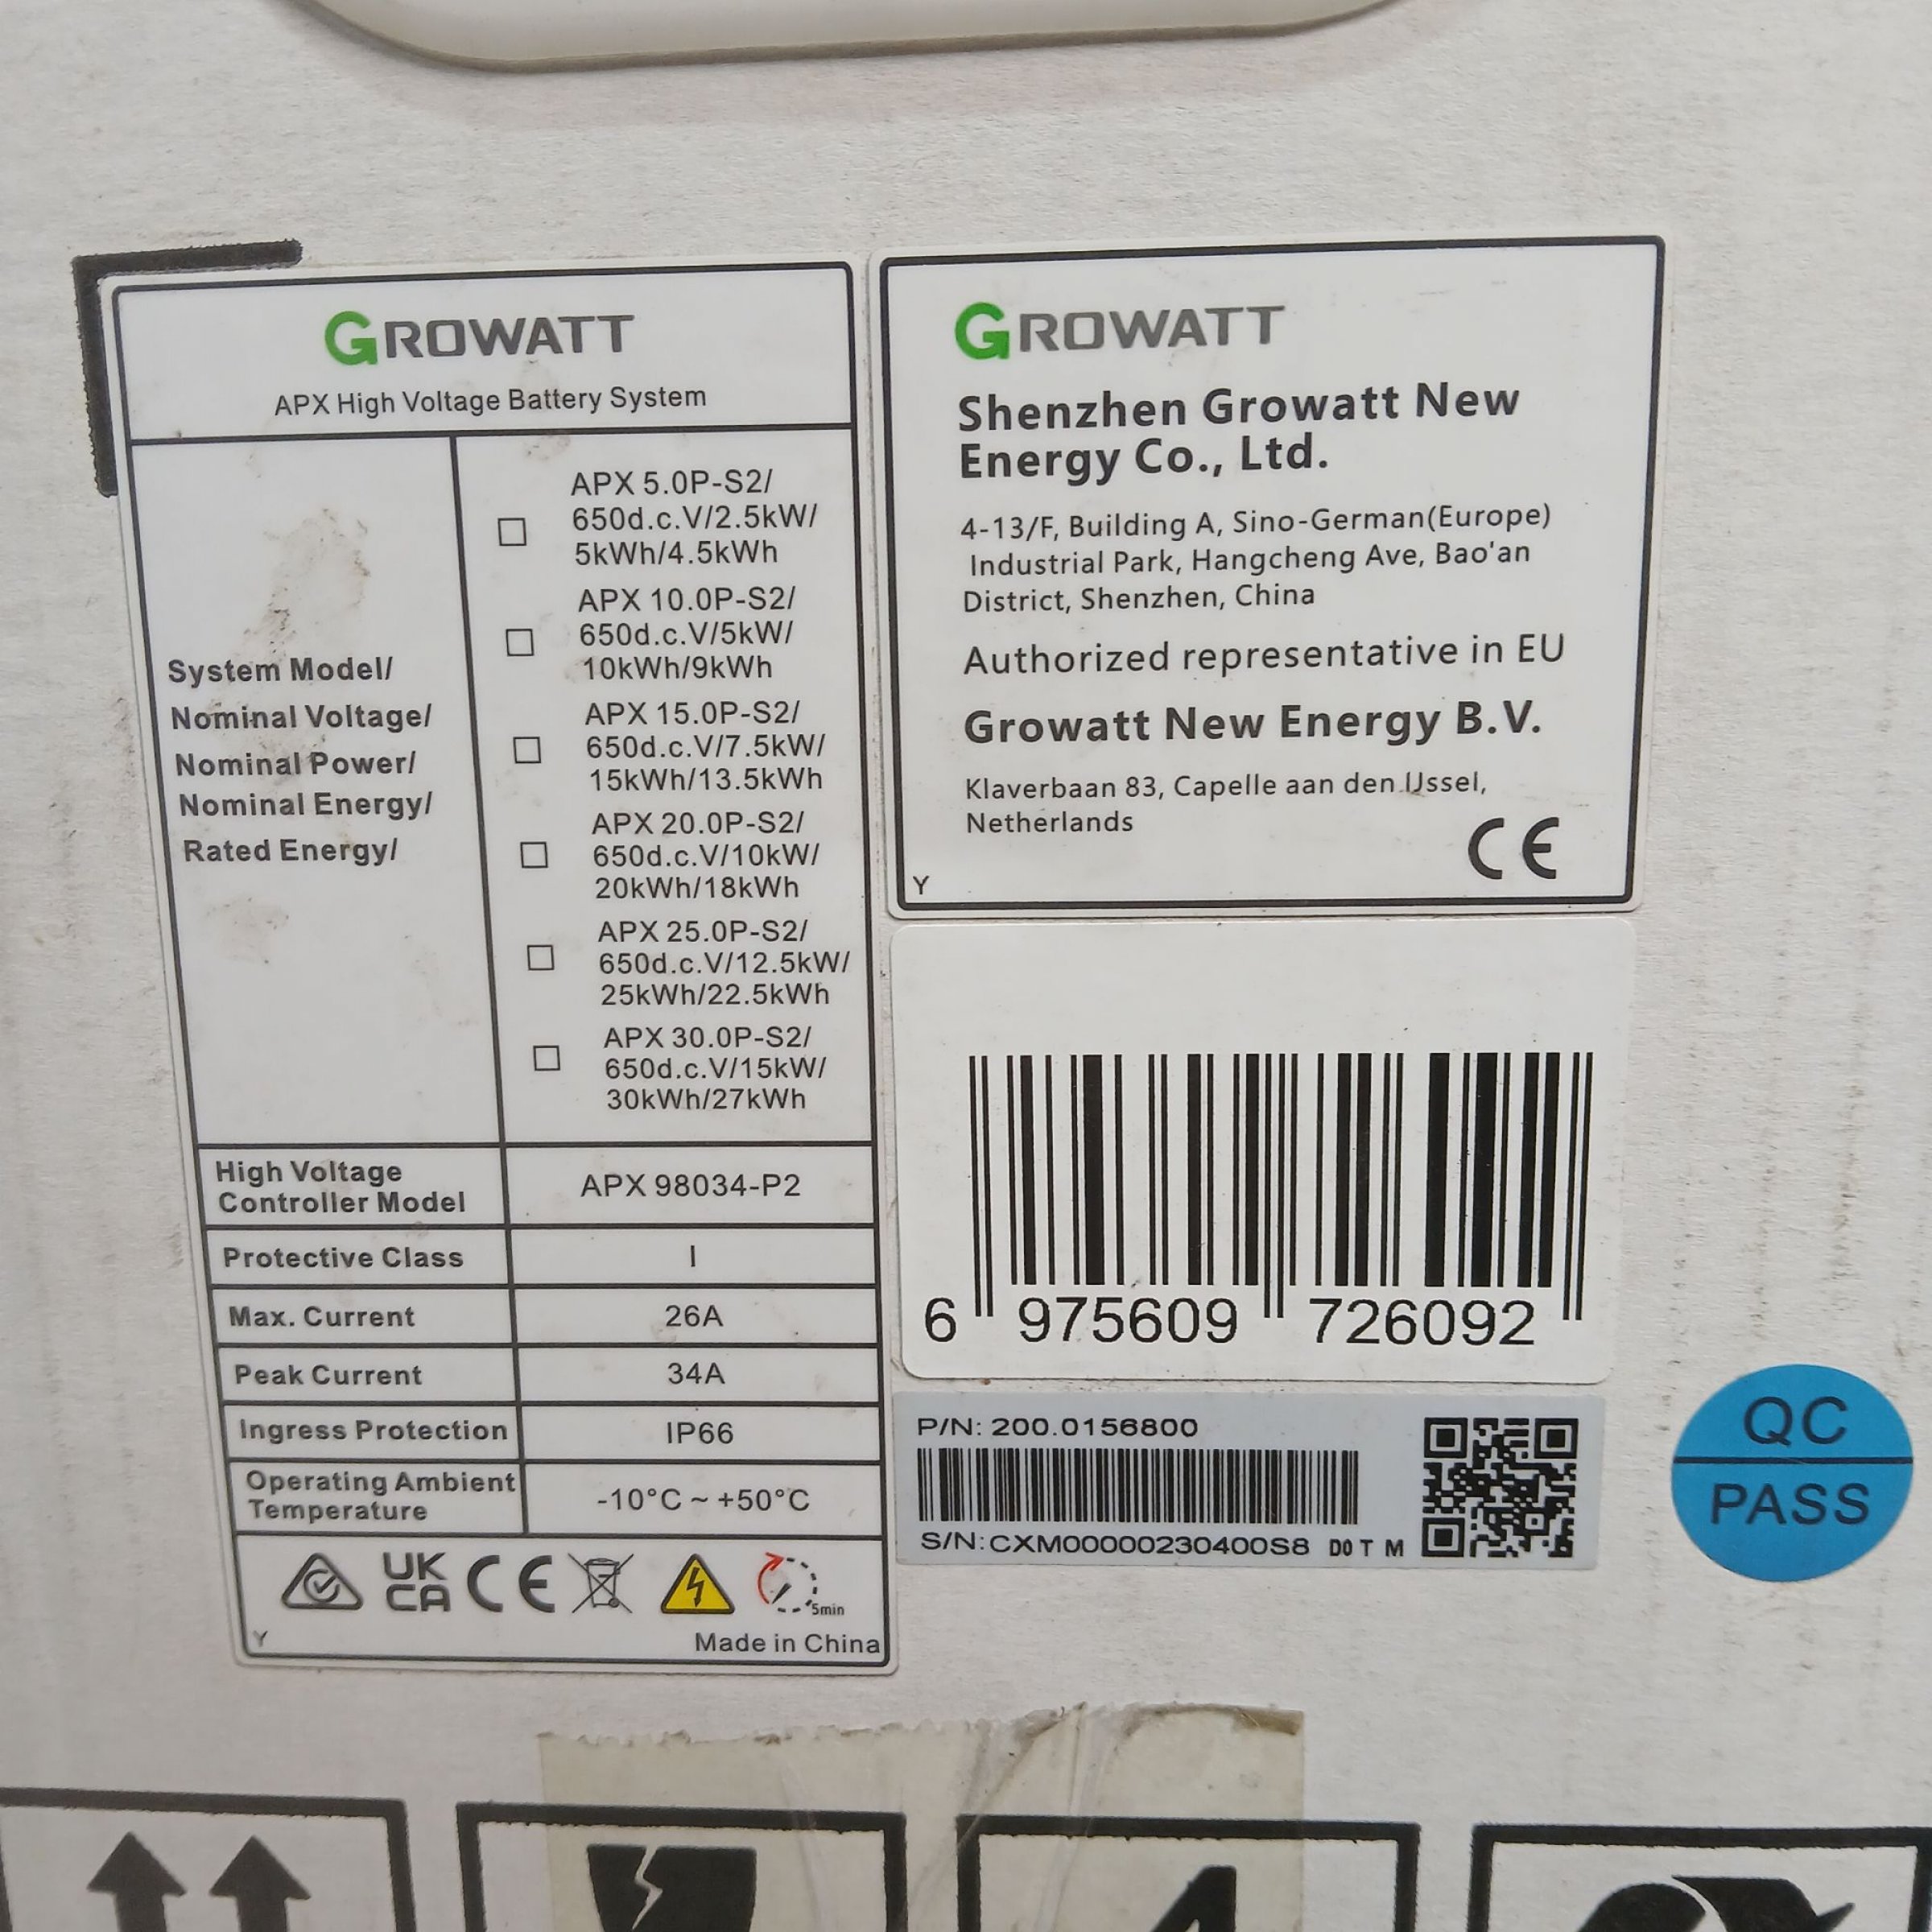 GROWATT
APX High Voltage Battery System
System Model/
Nominal Voltage/
Nominal Power/
Nominal Energy/
Rated Energy/
APX 5.0P-S2/
650d.c.V/2.5kW/
5kWh/4.5kWh
APX 10.0P-S2/
650d.c.V/5kW/
10kWh/9kWh
APX 15.0P-S2/
650d.c.V/7.5kW/
15kWh/13.5kWh
APX 20.0P-S2/
650d.c.V/10kW/
20kWh/18kWh
APX 25.0P-S2/
650d.c.V/12.5kW/
25kWh/22.5kWh
APX 30.0P-S2/
650d.c.V/15kW/
30kWh/27kWh
High Voltage
Controller Model
APX 98034-P2
Protective Class
I
Max. Current
26A
Peak Current
34A
Ingress Protection
IP66
Operating Ambient
Temperature
-10°C ~ +50°C
UK
CA
CE
5min
Y
Made in China
GROWATT
Shenzhen Growatt New
Energy Co., Ltd.
4-13/F, Building A, Sino-German(Europe)
Industrial Park, Hangcheng Ave, Bao'an
District, Shenzhen, China
Authorized representative in EU
Growatt New Energy B.V.
Klaverbaan 83, Capelle aan den IJssel,
Netherlands
CE
Y
6 975609 726092
P/N: 200.0156800
S/N:CXM00000230400S8 D0 T M
QC
PASS
4